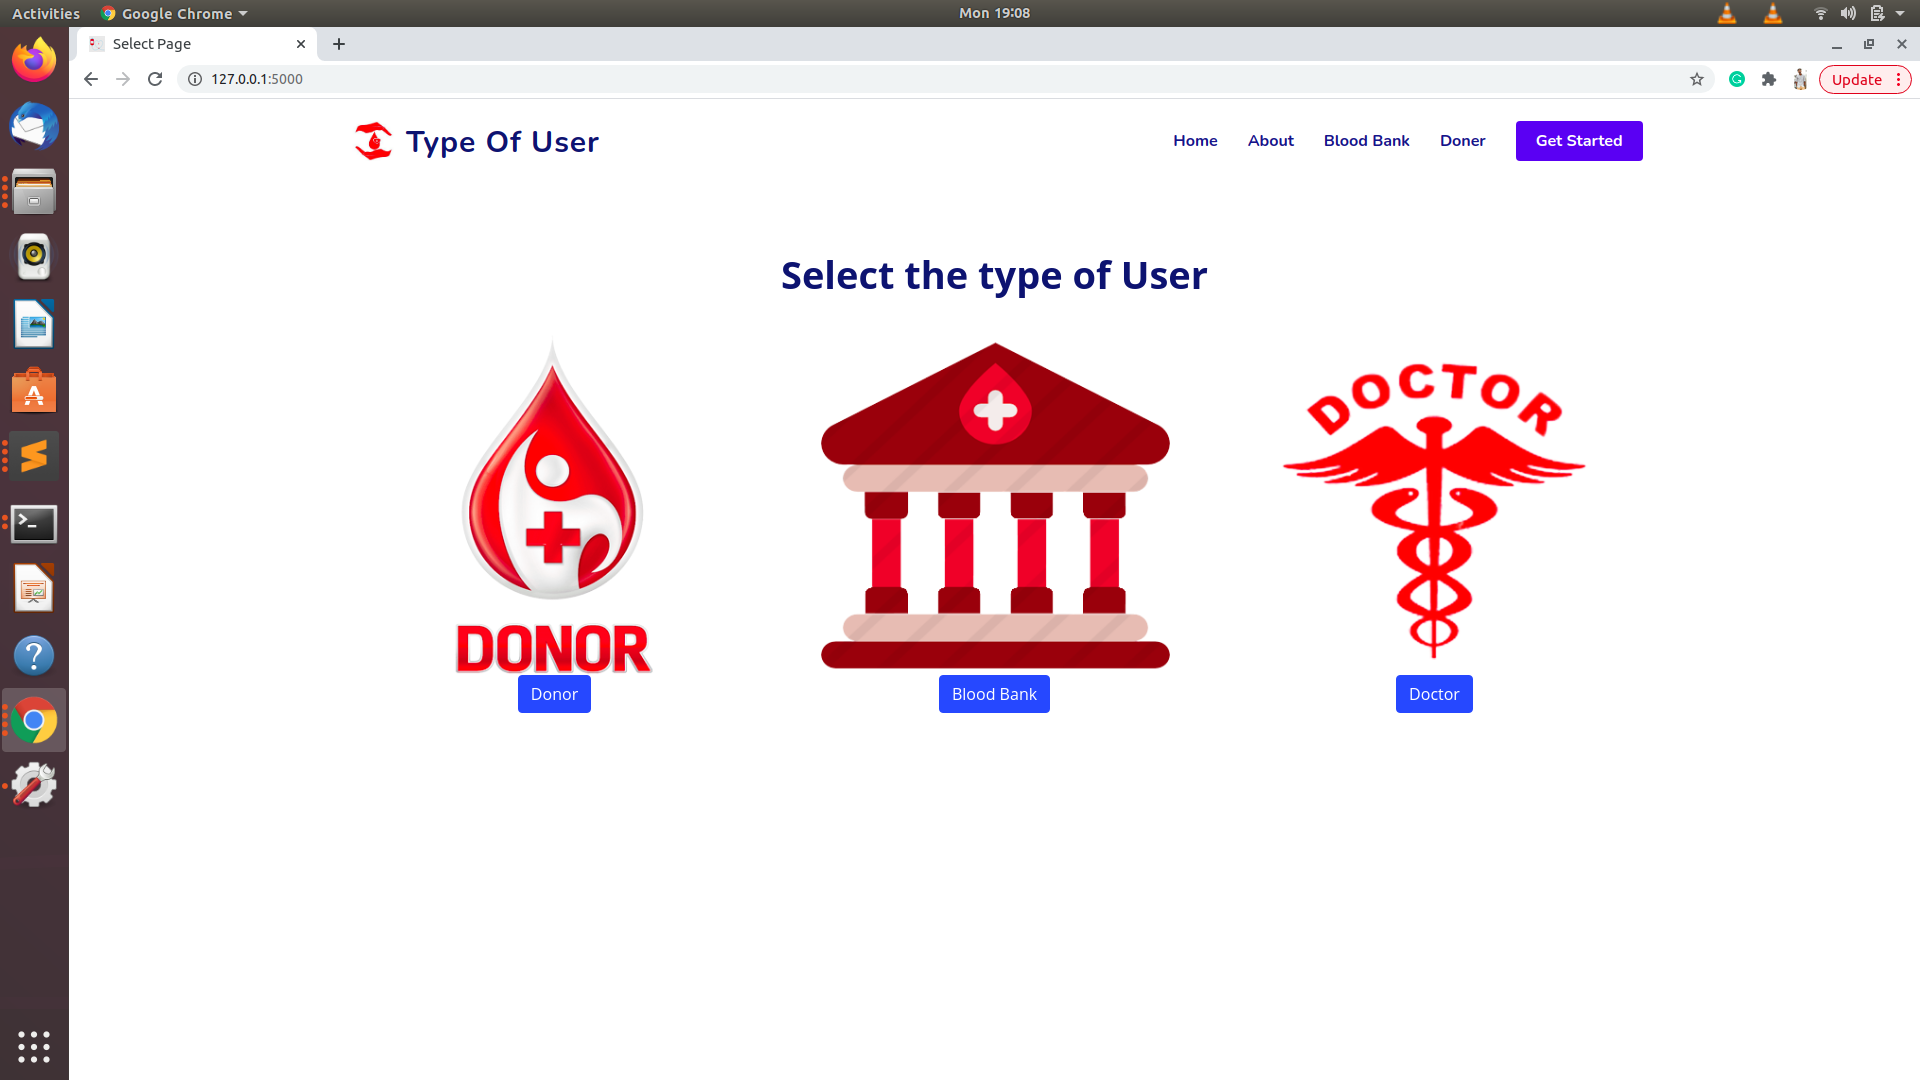 Activities
Google Chrome
Mon 19:08
Select Page
127.0.0.1:5000
Update
Type Of User
Home
About
Blood Bank
Doner
Get Started
Select the type of User
DONOR
DOCTOR
Donor
Blood Bank
Doctor